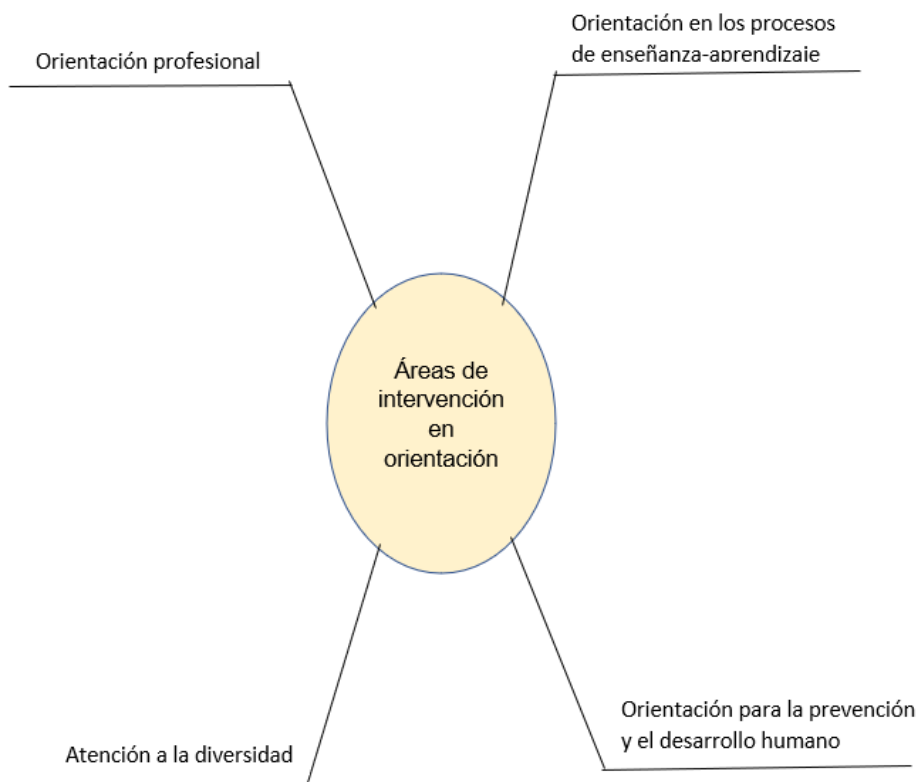 Orientación profesional
Orientación en los procesos
de enseñanza-aprendizaje
Áreas de
intervención
en
orientación
Atención a la diversidad
Orientación para la prevención
y el desarrollo humano